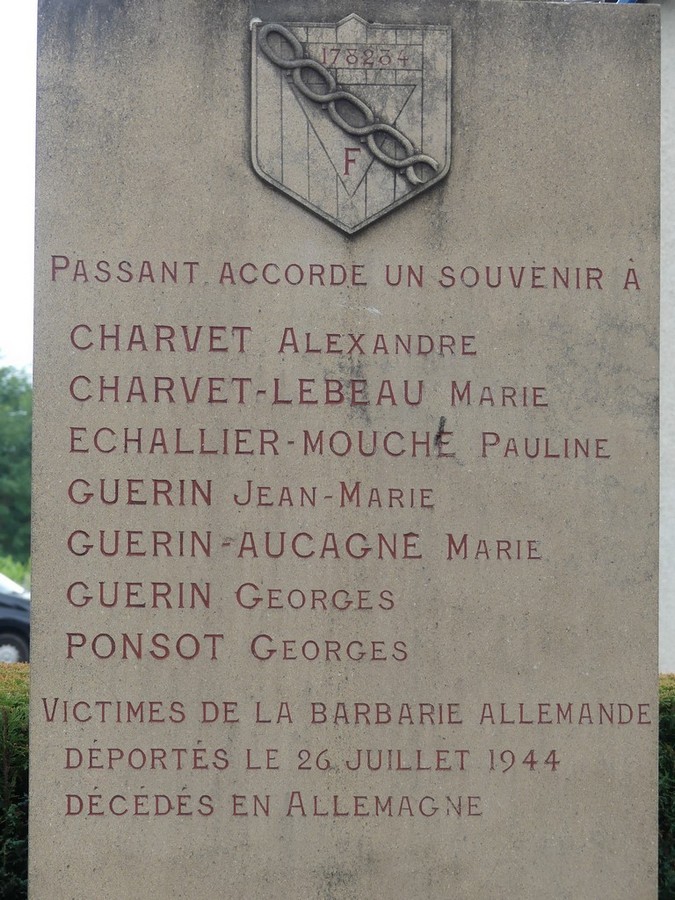 178284
F
PASSANT ACCORDE UN SOUVENIR À
CHARVET ALEXANDRE
CHARVET-LEBEAU MARIE
ECHALLIER-MOUCHÉ PAULINE
GUERIN JEAN-MARIE
GUERIN-AUCAGNE MARIE
GUERIN GEORGES
PONSOT GEORGES
VICTIMES DE LA BARBARIE ALLEMANDE
DÉPORTÉS LE 26 JUILLET 1944
DÉCÉDÉS EN ALLEMAGNE